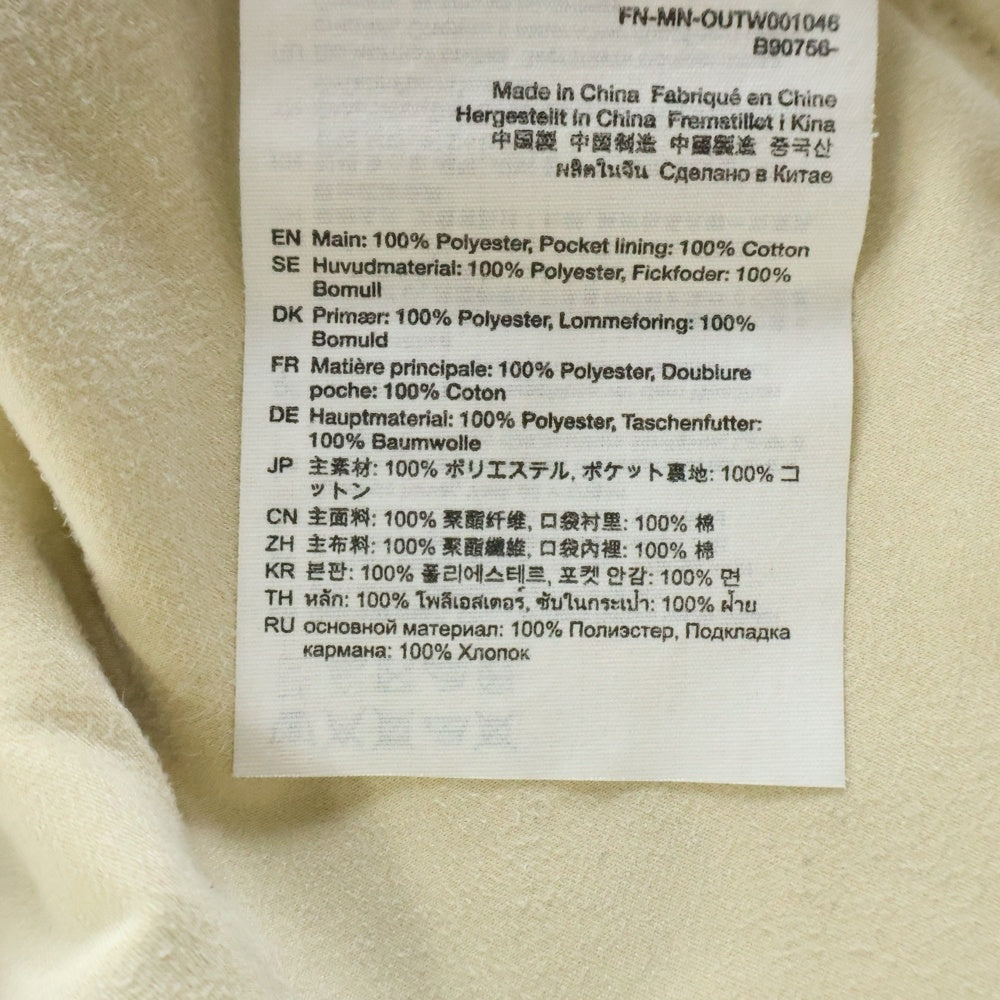 FN-MN-OUTW001046
B90756-
Made in China Fabriqué en Chine
Hergestellt in China Fremstillet i Kina
中国製 中国制造 中國製造 중국산
ผลิตในจีน Сделано в Китае
EN Main: 100% Polyester, Pocket lining: 100% Cotton
SE Huvudmaterial: 100% Polyester, Fickfoder: 100%
Bomull
DK Primær: 100% Polyester, Lommeforing: 100%
Bomuld
FR Matière principale: 100% Polyester, Doublure
poche: 100% Coton
DE Hauptmaterial: 100% Polyester, Taschenfutter:
100% Baumwolle
JP 主素材: 100% ポリエステル, ポケット裏地: 100% コ
ットン
CN 主面料: 100% 聚酯纤维, 口袋衬里: 100% 棉
ZH 主布料: 100% 聚酯纖維, 口袋內裡: 100% 棉
KR 본판: 100% 폴리에스테르, 포켓 안감: 100% 면
TH หลัก: 100% โพลีเอสเตอร์, ซับในกระเป๋า: 100% ฝ้าย
RU основной материал: 100% Полиэстер, Подкладка
кармана: 100% Хлопок